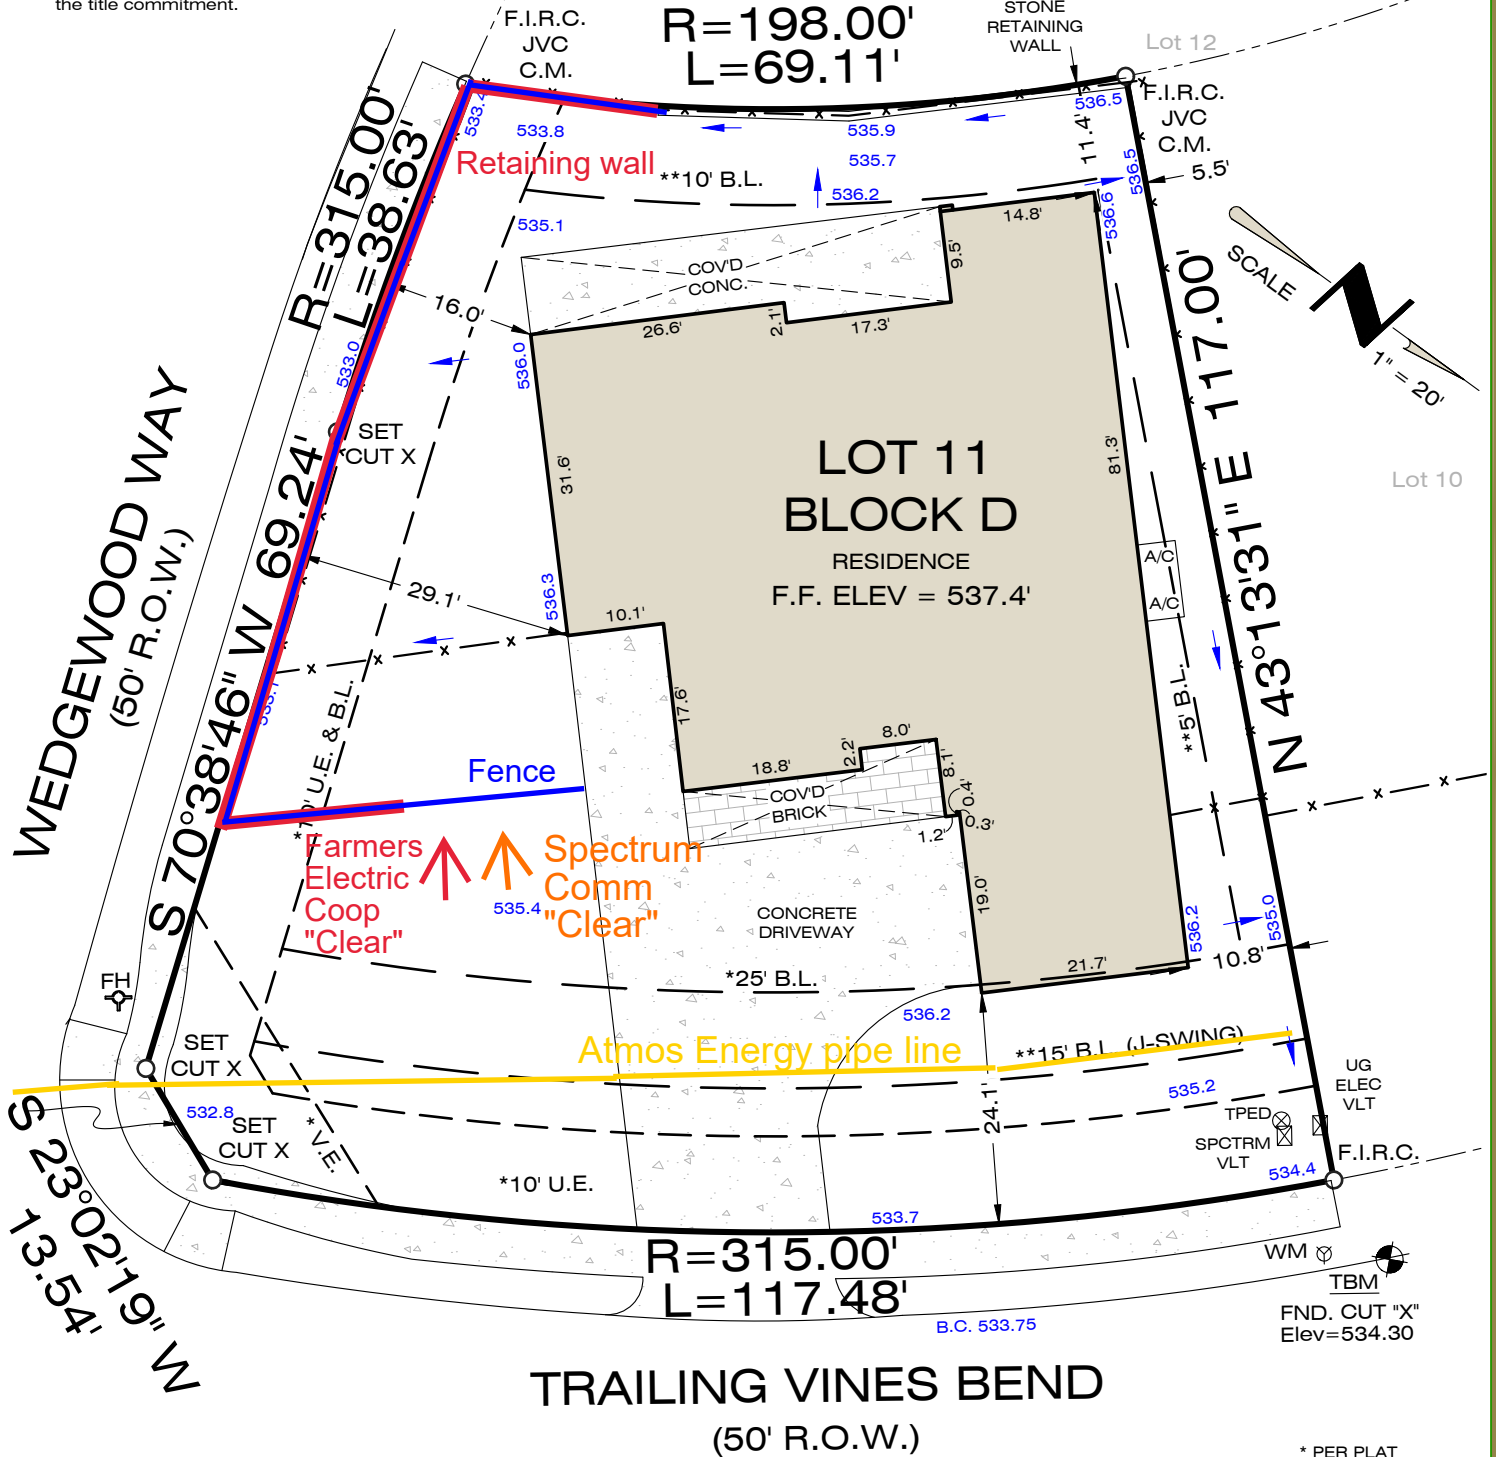 the title commitment.
F.I.R.C.
JVC
C.M.
R=198.00'
L=69.11'
STONE
RETAINING
WALL
Lot 12
F.I.R.C.
JVC
C.M.
533.4
533.8
535.9
536.5
11.4'
536.5
5.5'
Retaining wall
535.7
**10' B.L.
536.2
535.1
14.8'
536.6
R=315.00'
L=38.63'
COV'D
CONC.
9.5'
SCALE
N
1" = 20'
16.0'
26.6'
2.1'
17.3'
533.0
536.0
N 43°13'31" E 117.00'
WEDGEWOOD WAY
(50' R.O.W.)
SET
CUT X
LOT 11
BLOCK D
RESIDENCE
F.F. ELEV = 537.4'
31.6'
81.3'
Lot 10
A/C
A/C
S 70°38'46" W 69.24'
29.1'
536.3
10.1'
533.1
*10' U.E. & B.L.
17.6'
**5' B.L.
Fence
18.8'
2.2'
8.0'
8.1'
COV'D
BRICK
0.4'
0.3'
1.2'
Farmers
Electric
Coop
"Clear"
Spectrum
Comm
"Clear"
535.4
CONCRETE
DRIVEWAY
19.0'
536.2
535.0
10.8'
21.7'
*25' B.L.
FH
536.2
SET
CUT X
Atmos Energy pipe line
**15' B.L. (J-SWING)
UG
ELEC
VLT
535.2
24.1'
532.8
SET
CUT X
*V.E.
TPED
SPCTRM
VLT
F.I.R.C.
534.4
*10' U.E.
533.7
S 23°02'19" W
13.54'
R=315.00'
L=117.48'
WM
TBM
FND. CUT "X"
Elev=534.30
B.C. 533.75
TRAILING VINES BEND
(50' R.O.W.)
* PER PLAT